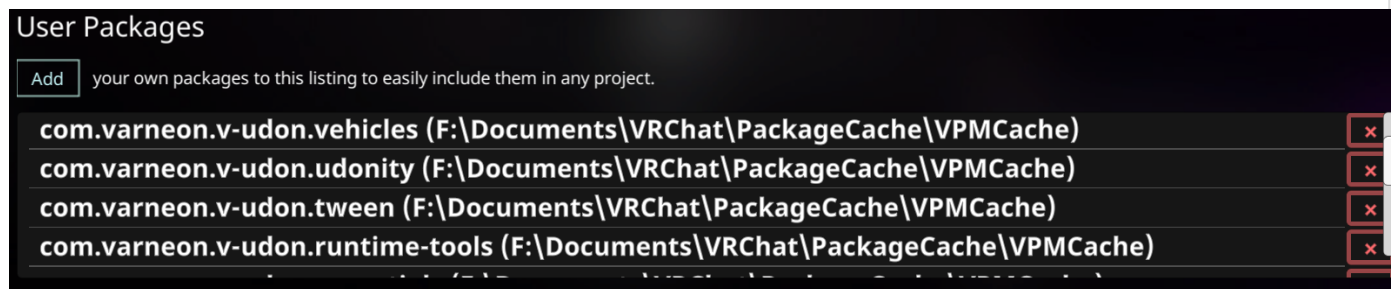 User Packages
Add your own packages to this listing to easily include them in any project.
com.varneon.v-udon.vehicles (F:\Documents\VRChat\PackageCache\VPMCache) ×
com.varneon.v-udon.udonity (F:\Documents\VRChat\PackageCache\VPMCache) ×
com.varneon.v-udon.tween (F:\Documents\VRChat\PackageCache\VPMCache) ×
com.varneon.v-udon.runtime-tools (F:\Documents\VRChat\PackageCache\VPMCache) ×